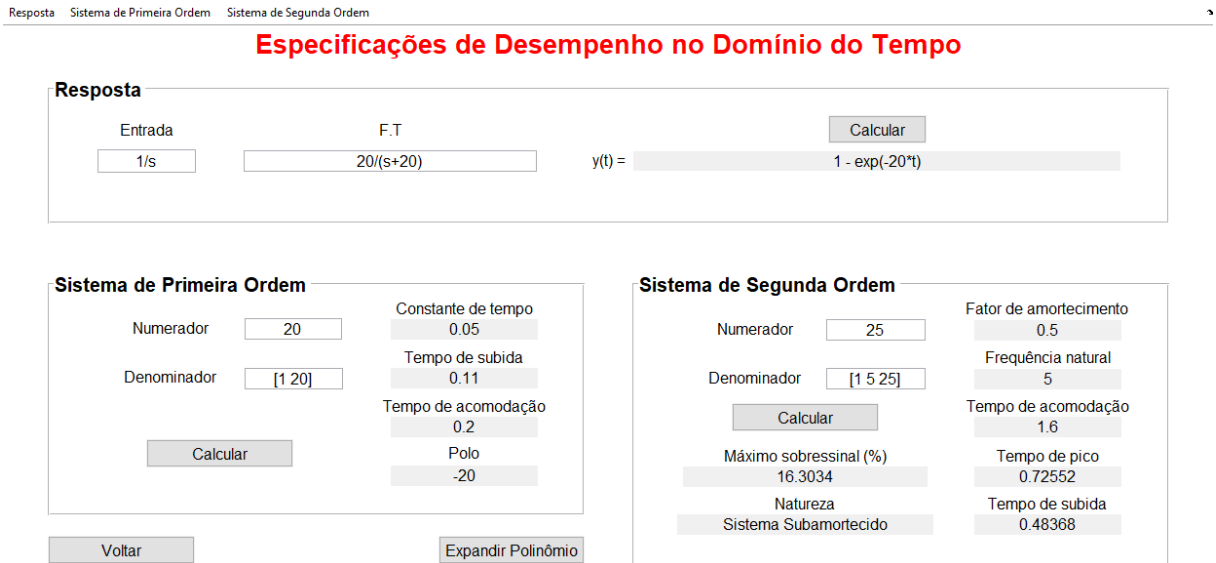 Resposta Sistema de Primeira Ordem Sistema de Segunda Ordem
Especificações de Desempenho no Domínio do Tempo
Resposta
Entrada F.T Calcular
1/s 20/(s+20) y(t) = 1 - exp(-20*t)
Sistema de Primeira Ordem
Constante de tempo
Numerador 20 0.05
Tempo de subida
Denominador [1 20] 0.11
Tempo de acomodação
0.2
Calcular Polo
-20
Voltar Expandir Polinômio
Sistema de Segunda Ordem
Fator de amortecimento
Numerador 25 0.5
Frequência natural
Denominador [1 5 25] 5
Calcular Tempo de acomodação
1.6
Máximo sobressinal (%) Tempo de pico
16.3034 0.72552
Natureza Tempo de subida
Sistema Subamortecido 0.48368